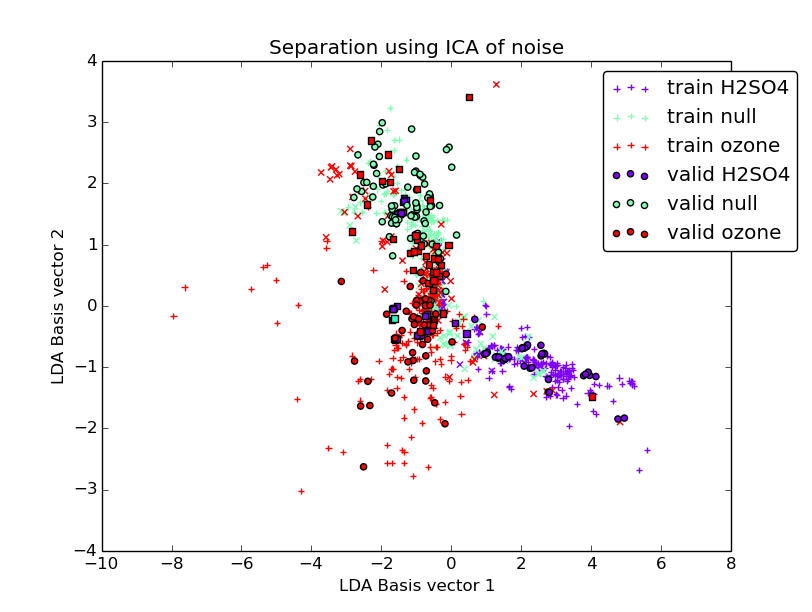 Separation using ICA of noise
4
3
2
1
0
−1
−2
−3
−4
LDA Basis vector 2
−10 −8 −6 −4 −2 0 2 4 6 8
LDA Basis vector 1
train H2SO4
train null
train ozone
valid H2SO4
valid null
valid ozone